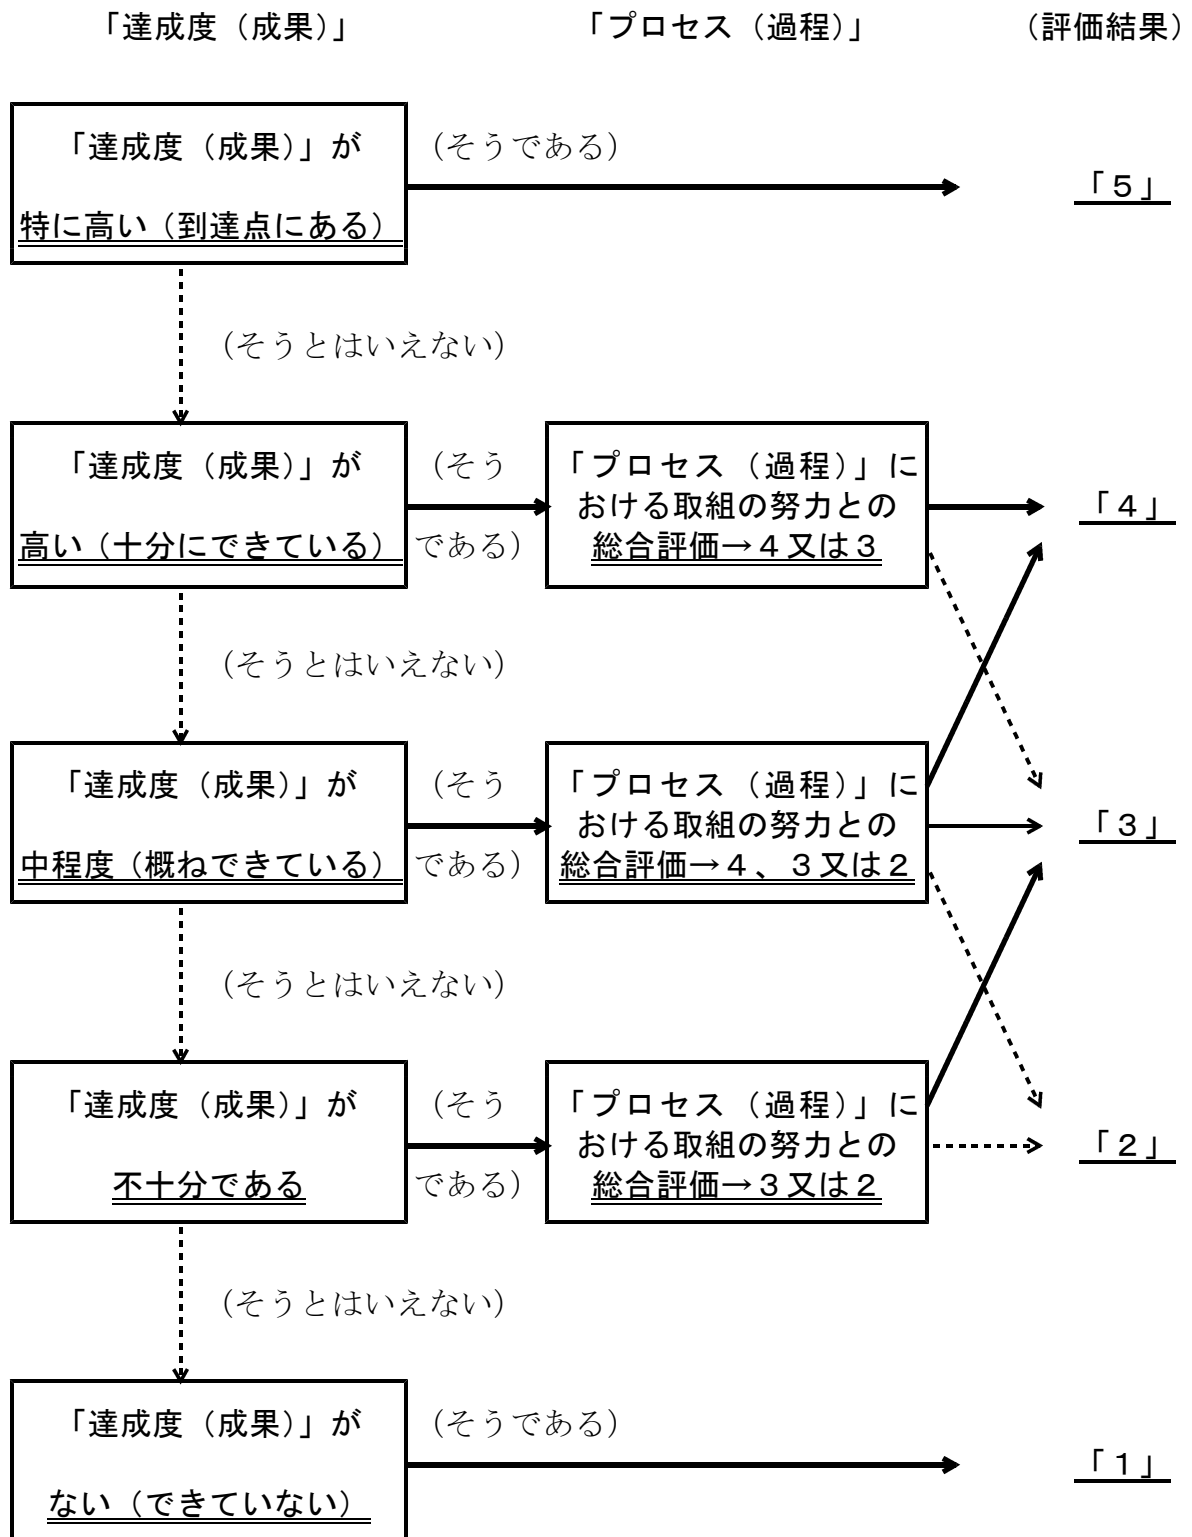 「達成度（成果）」 「プロセス（過程）」 （評価結果）
「達成度（成果）」が
特に高い（到達点にある）
（そうである）
「５」
（そうとはいえない）
「達成度（成果）」が
高い（十分にできている）
（そう
である）
「プロセス（過程）」に
おける取組の努力との
総合評価→４又は３
「４」
（そうとはいえない）
「達成度（成果）」が
中程度（概ねできている）
（そう
である）
「プロセス（過程）」に
おける取組の努力との
総合評価→４、３又は２
「３」
（そうとはいえない）
「達成度（成果）」が
不十分である
（そう
である）
「プロセス（過程）」に
おける取組の努力との
総合評価→３又は２
「２」
（そうとはいえない）
「達成度（成果）」が
ない（できていない）
（そうである）
「１」